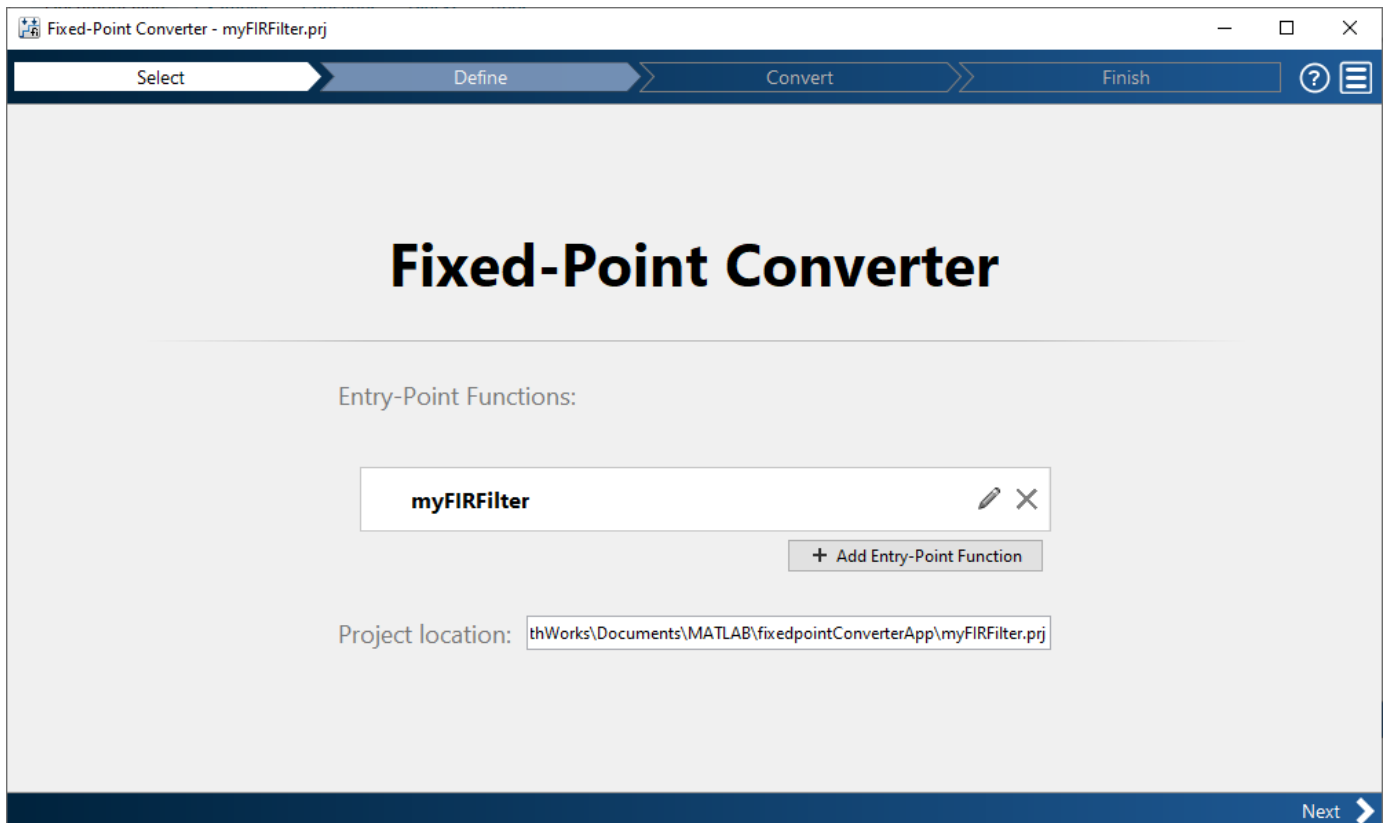 Fixed-Point Converter - myFIRFilter.prj
Select Define Convert Finish ?
Fixed-Point Converter
Entry-Point Functions:
myFIRFilter
+ Add Entry-Point Function
Project location: thWorks\Documents\MATLAB\fixedpointConverterApp\myFIRFilter.prj
Next